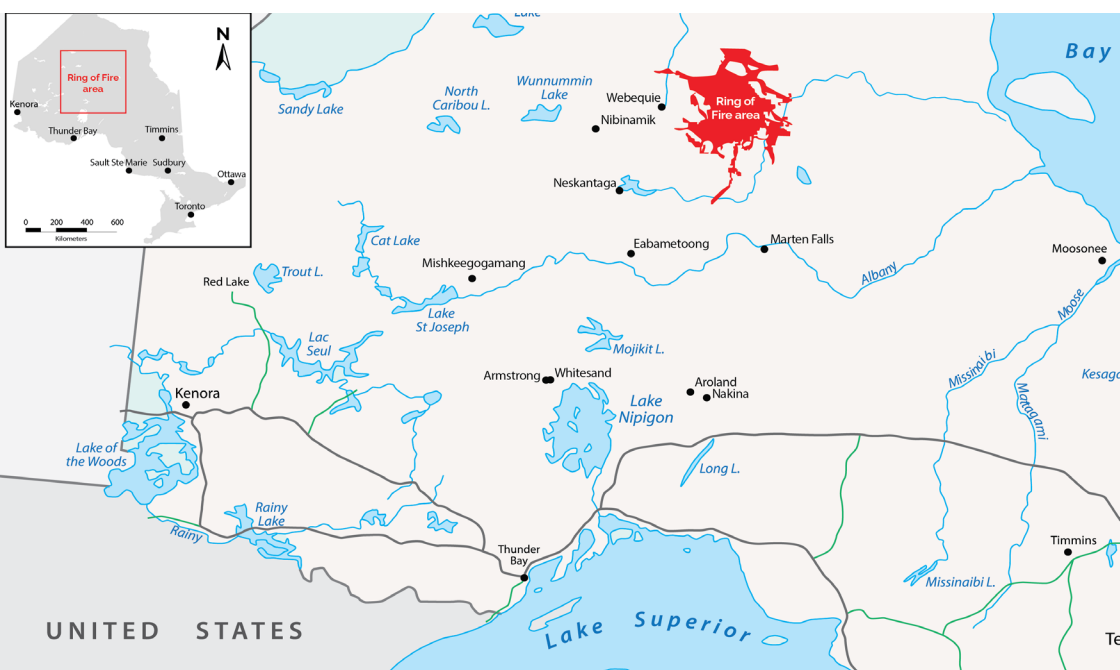 N
Ring of Fire
area
Kenora
Thunder Bay
Timmins
Sault Ste Marie
Sudbury
Ottawa
Toronto
0
200
400
600
Kilometers
Lake
Bay
Sandy Lake
North
Caribou L.
Wunnummin
Lake
Webequie
Nibinamik
Ring of
Fire area
Neskantaga
Cat Lake
Eabametoong
Marten Falls
Moosonee
Mishkeegogamang
Trout L.
Red Lake
Albany
Lake
St Joseph
Moose
Lac
Seul
Mojikit L.
Missinaibi
Kesaga
Armstrong
Whitesand
Aroland
Nakina
Mattagami
Kenora
Lake
Nipigon
Lake of
the Woods
Long L.
Rainy
Lake
Rainy
Thunder
Bay
Timmins
Missinaibi L.
UNITED STATES
Lake Superior
Te